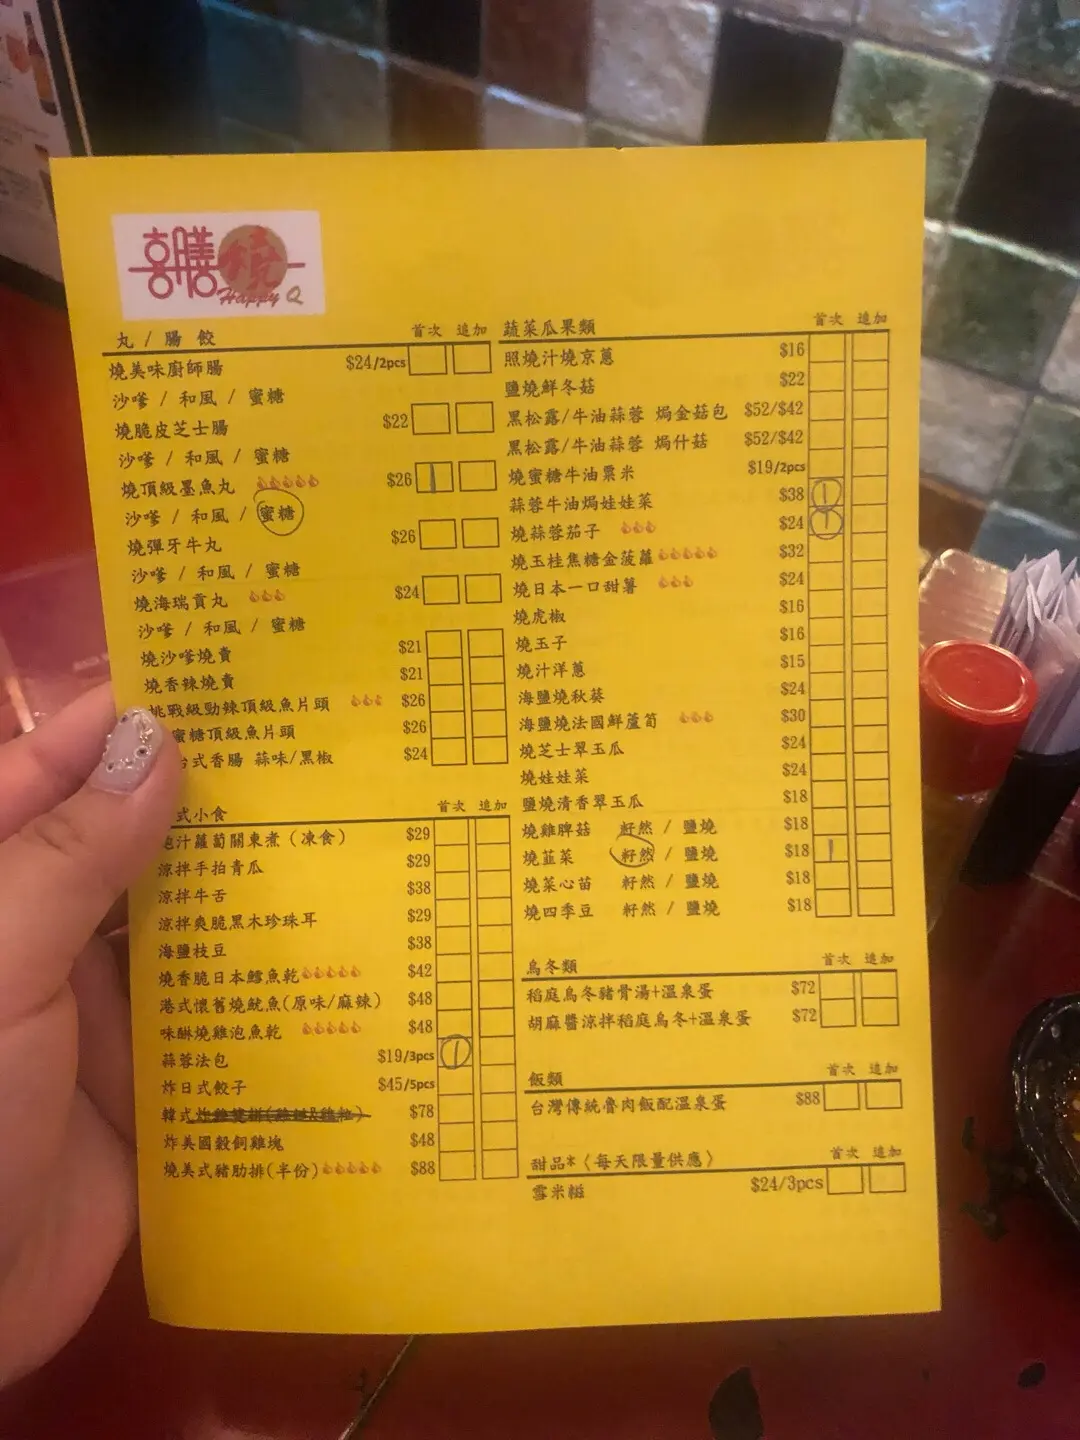 喜膳燒
Happy Q
丸 / 腸 餃 首次 追加
燒美味廚師腸 $24/2pcs
沙嗲 / 和風 / 蜜糖
燒脆皮芝士腸 $22
沙嗲 / 和風 / 蜜糖
燒頂級墨魚丸 $26 1
沙嗲 / 和風 / 蜜糖
燒彈牙牛丸 $26
沙嗲 / 和風 / 蜜糖
燒海瑞貢丸 $24
沙嗲 / 和風 / 蜜糖
燒沙嗲燒賣 $21
燒香辣燒賣 $21
挑戰級勁辣頂級魚片頭 $26
蜜糖頂級魚片頭 $26
台式香腸 蒜味/黑椒 $24
式小食 首次 追加
鮑汁蘿蔔關東煮（凍食） $29
涼拌手拍青瓜 $29
涼拌牛舌 $38
涼拌爽脆黑木珍珠耳 $29
海鹽枝豆 $38
燒香脆日本鱈魚乾 $42
港式懷舊燒魷魚(原味/麻辣) $48
味酥燒雞泡魚乾 $48
蒜蓉法包 $19/3pcs 1
炸日式餃子 $45/5pcs
韓式 $78
炸美國穀飼雞塊 $48
燒美式豬肋排(半份) $88
蔬菜瓜果類 首次 追加
照燒汁燒京蔥 $16
鹽燒鮮冬菇 $22
黑松露/牛油蒜蓉 焗金菇包 $52/$42
黑松露/牛油蒜蓉 焗什菇 $52/$42
燒蜜糖牛油粟米 $19/2pcs
蒜蓉牛油焗娃娃菜 $38 1
燒蒜蓉茄子 $24 1
燒玉桂焦糖金菠蘿 $32
燒日本一口甜薯 $24
燒虎椒 $16
燒玉子 $16
燒汁洋蔥 $15
海鹽燒秋葵 $24
海鹽燒法國鮮蘆筍 $30
燒芝士翠玉瓜 $24
燒娃娃菜 $24
鹽燒清香翠玉瓜 $18
燒雞脾菇 籽然 / 鹽燒 $18
燒韮菜 籽然 / 鹽燒 $18 1
燒菜心苗 籽然 / 鹽燒 $18
燒四季豆 籽然 / 鹽燒 $18
烏冬類 首次 追加
稻庭烏冬豬骨湯+溫泉蛋 $72
胡麻醬涼拌稻庭烏冬+溫泉蛋 $72
飯類 首次 追加
台灣傳統魯肉飯配溫泉蛋 $88
甜品*〈每天限量供應〉 首次 追加
雪米糍 $24/3pcs